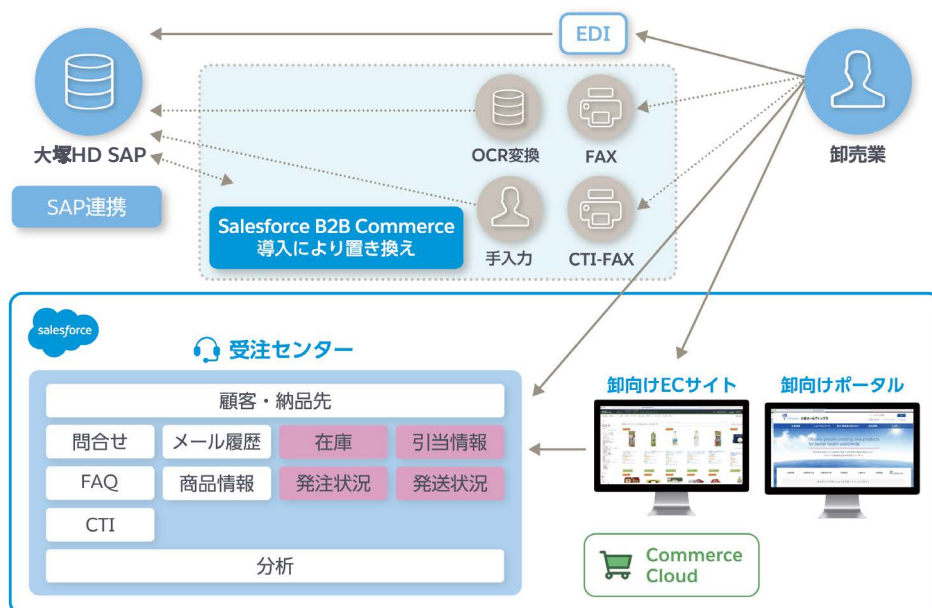 EDI
大塚HD SAP
OCR変換
FAX
卸売業
SAP連携
Salesforce B2B Commerce
導入により置き換え
手入力
CTI-FAX
salesforce
受注センター
卸向けECサイト
卸向けポータル
顧客・納品先
問合せ
メール履歴
在庫
引当情報
FAQ
商品情報
発注状況
発送状況
CTI
分析
Commerce
Cloud